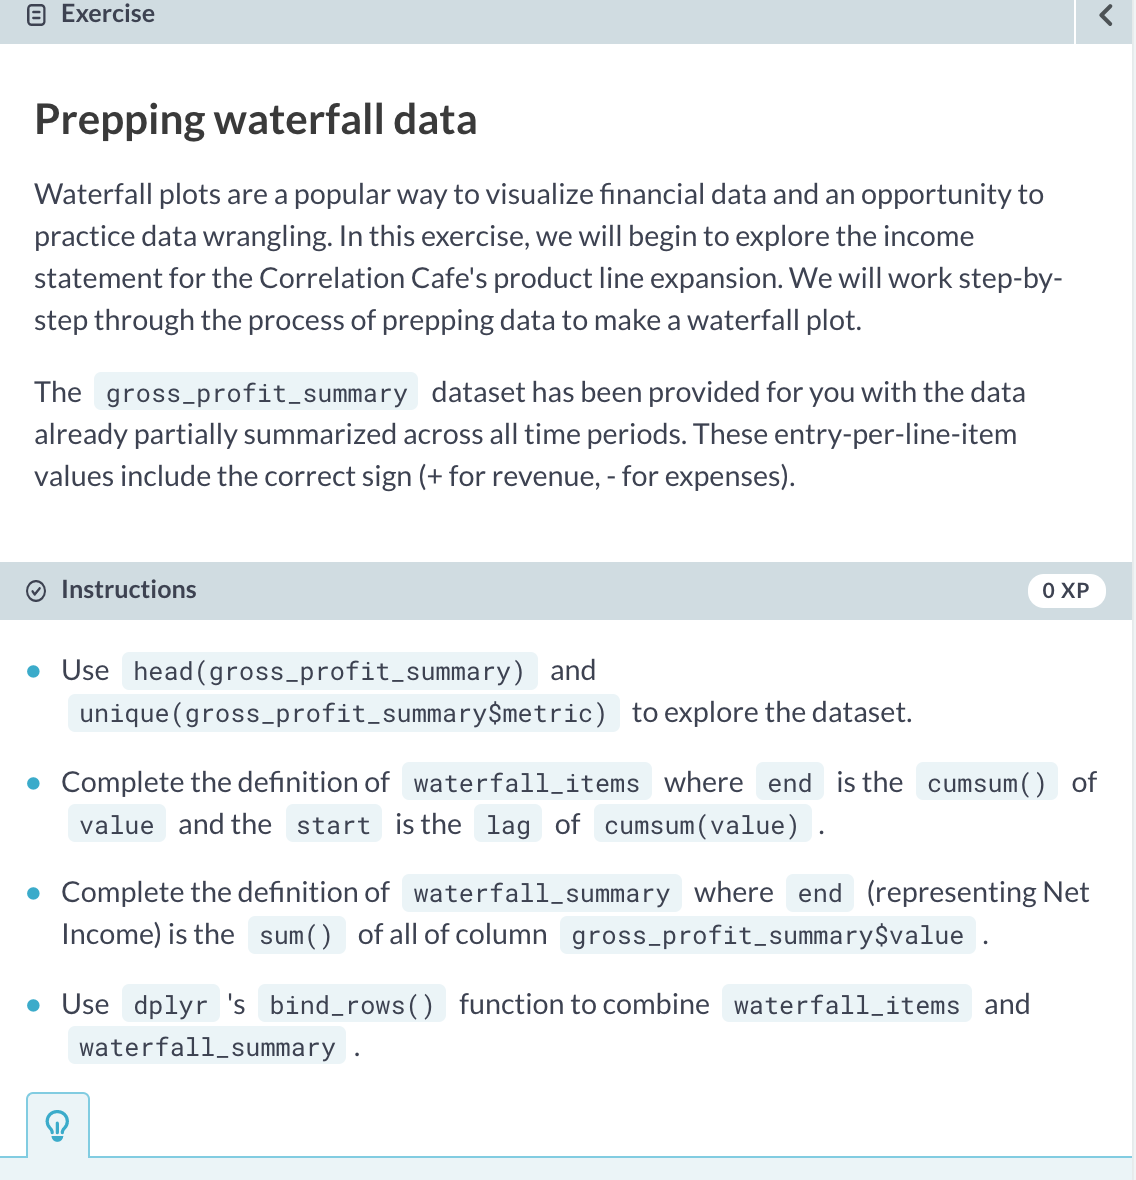 Exercise
Prepping waterfall data
Waterfall plots are a popular way to visualize financial data and an opportunity to
practice data wrangling. In this exercise, we will begin to explore the income
statement for the Correlation Cafe's product line expansion. We will work step-by-
step through the process of prepping data to make a waterfall plot.
The gross_profit_summary dataset has been provided for you with the data
already partially summarized across all time periods. These entry-per-line-item
values include the correct sign (+ for revenue, - for expenses).
Instructions 0 XP
Use head(gross_profit_summary) and
unique(gross_profit_summary$metric) to explore the dataset.
Complete the definition of waterfall_items where end is the cumsum() of
value and the start is the lag of cumsum(value) .
Complete the definition of waterfall_summary where end (representing Net
Income) is the sum() of all of column gross_profit_summary$value .
Use dplyr 's bind_rows() function to combine waterfall_items and
waterfall_summary .